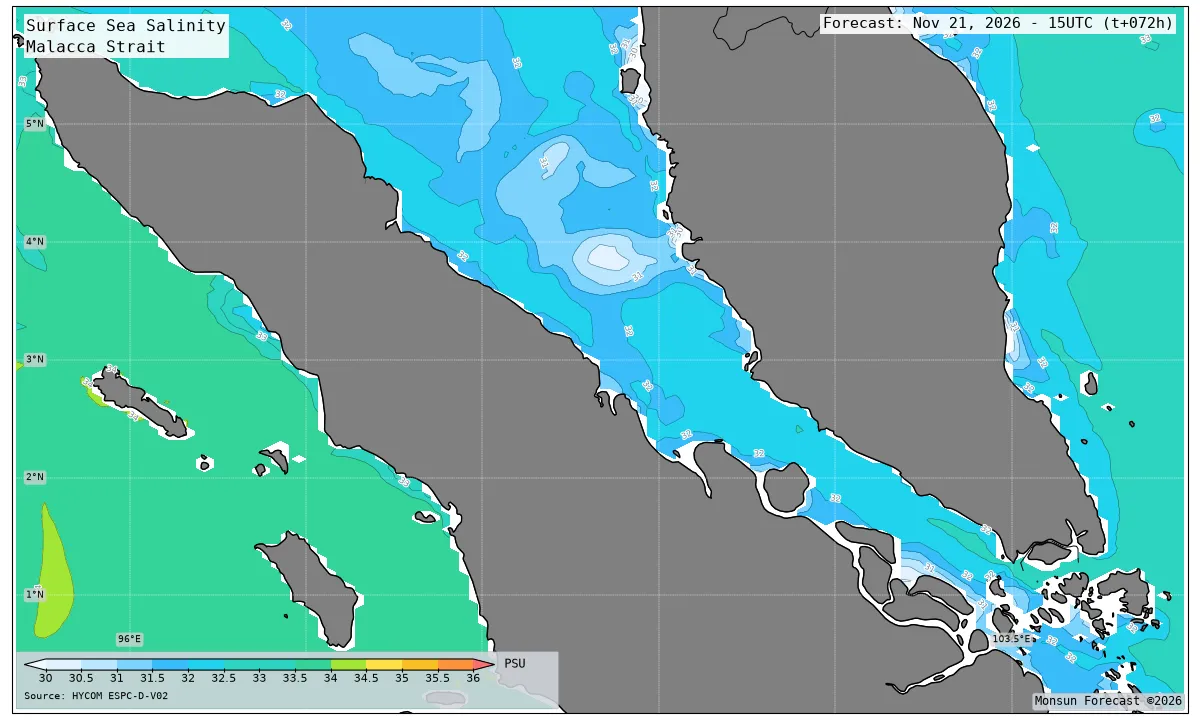 Surface Sea Salinity
Malacca Strait
Forecast: Nov 21, 2026 - 15UTC (t+072h)
5°N
4°N
3°N
2°N
1°N
96°E
103.5°E
PSU
30 30.5 31 31.5 32 32.5 33 33.5 34 34.5 35 35.5 36
Source: HYCOM ESPC-D-V02
Monsun Forecast ©2026